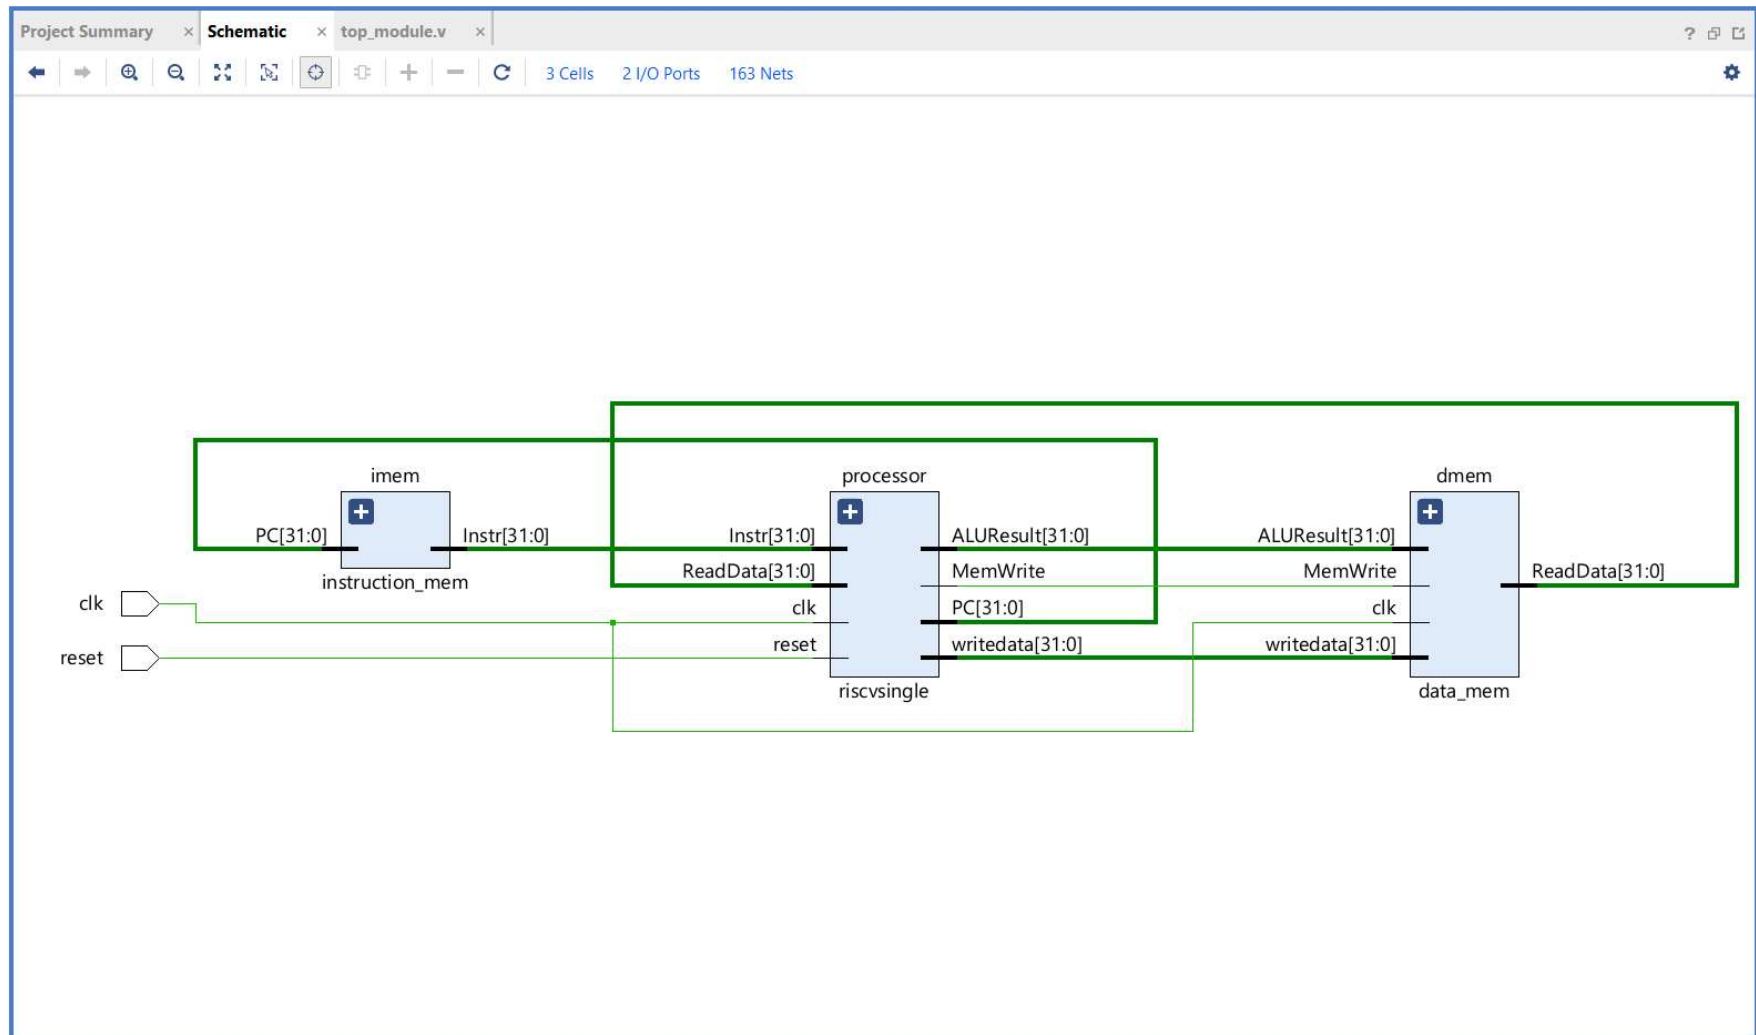 Project Summary × Schematic × top_module.v ×
3 Cells 2 I/O Ports 163 Nets
imem processor dmem
PC[31:0] Instr[31:0] Instr[31:0] ALUResult[31:0] ALUResult[31:0]
ReadData[31:0] MemWrite MemWrite ReadData[31:0]
instruction_mem
clk clk PC[31:0] clk
reset reset writedata[31:0] writedata[31:0]
riscvsingle data_mem